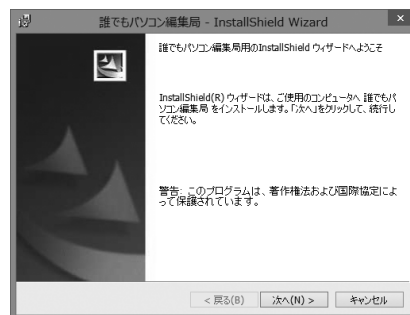 誰でもパソコン編集局 - InstallShield Wizard
誰でもパソコン編集局用のInstallShield ウィザードへようこそ
InstallShield(R) ウィザードは、ご使用のコンピュータへ 誰でもパ
ソコン編集局 をインストールします。「次へ」をクリックして、続行し
てください。
警告: このプログラムは、著作権法および国際協定によ
って保護されています。
< 戻る(B)
次へ(N) >
キャンセル